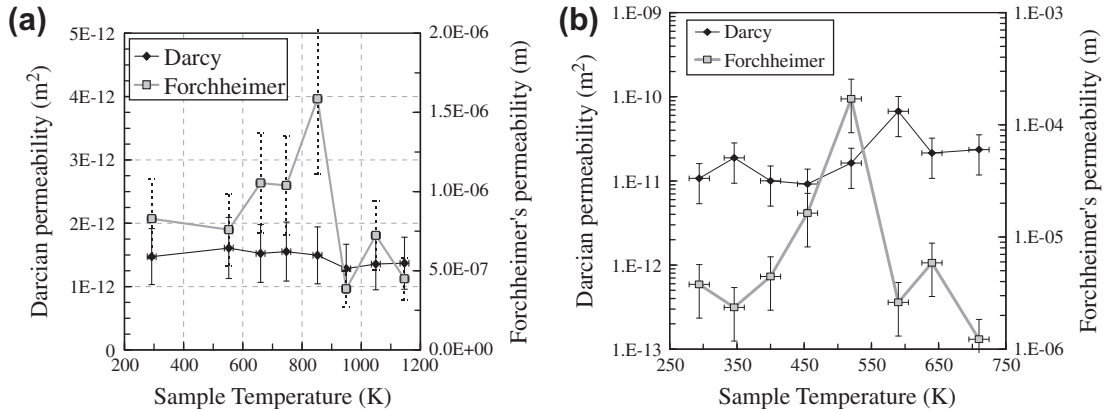 (a)
5E-12
4E-12
3E-12
2E-12
1E-12
0
Darcian permeability (m²)
Darcy
Forchheimer
2.0E-06
1.5E-06
1.0E-06
5.0E-07
0.0E+00
Forchheimer's permeability (m)
200 400 600 800 1000 1200
Sample Temperature (K)
(b)
1.E-09
1.E-10
1.E-11
1.E-12
1.E-13
Darcian permeability (m²)
Darcy
Forchheimer
1.E-03
1.E-04
1.E-05
1.E-06
Forchheimer's permeability (m)
250 350 450 550 650 750
Sample Temperature (K)